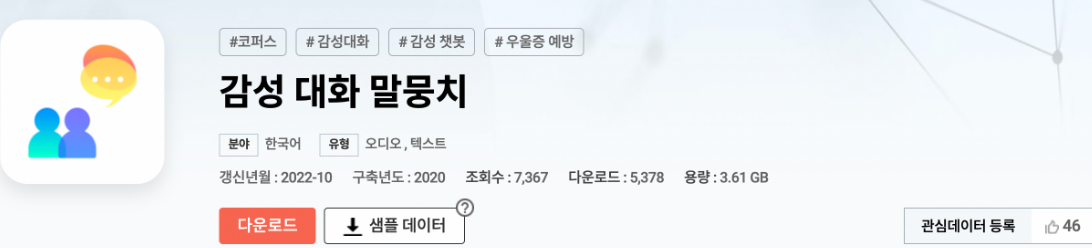 #코퍼스 # 감성대화 # 감성 챗봇 # 우울증 예방
감성 대화 말뭉치
분야 한국어 유형 오디오 , 텍스트
갱신년월 : 2022-10 구축년도 : 2020 조회수 : 7,367 다운로드 : 5,378 용량 : 3.61 GB
다운로드 샘플 데이터 ? 관심데이터 등록 46